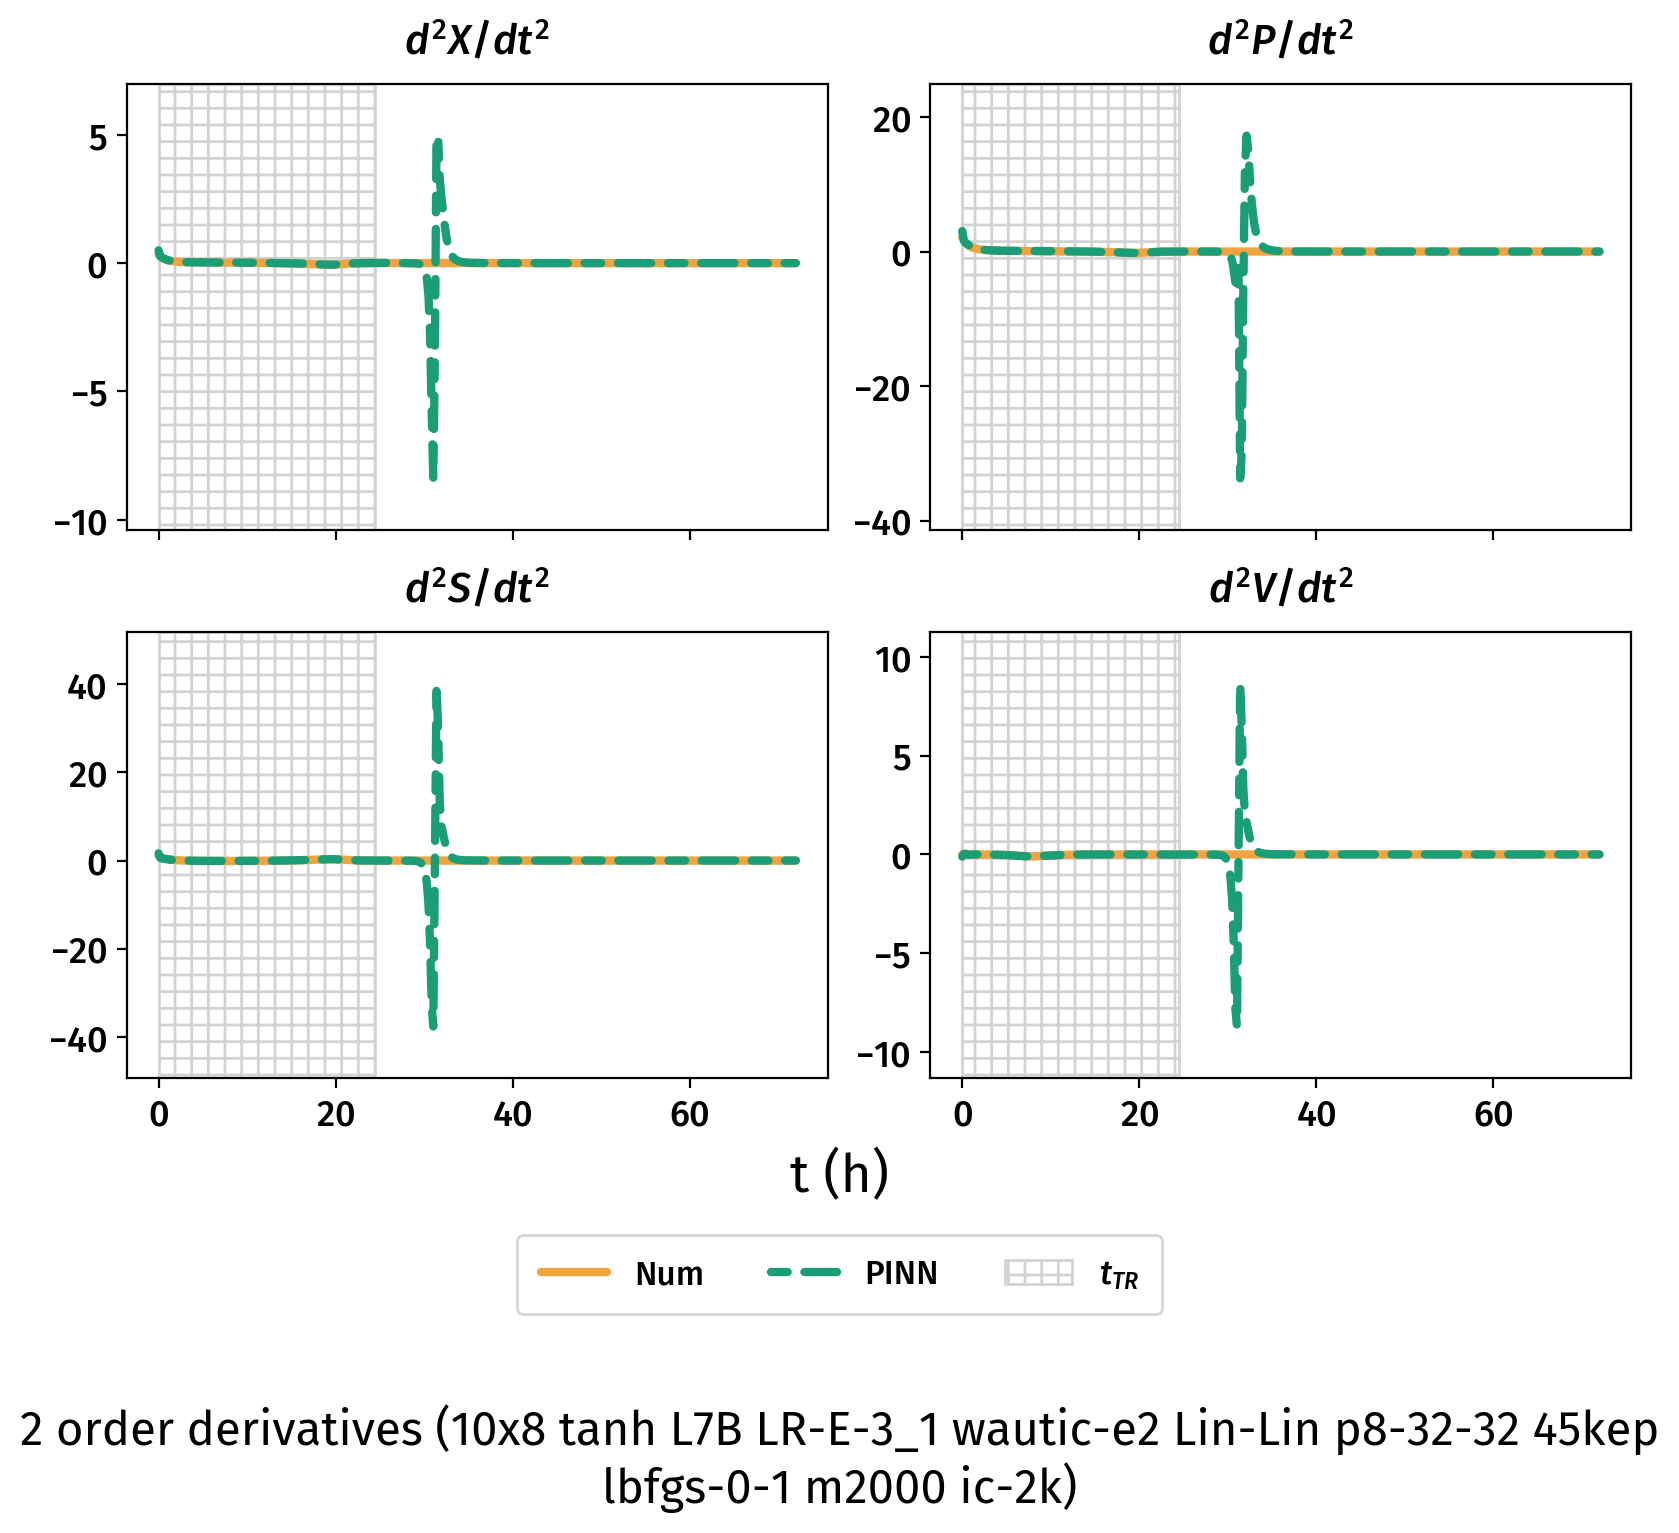 d²X/dt²
d²P/dt²
5
0
−5
−10
20
0
−20
−40
d²S/dt²
d²V/dt²
40
20
0
−20
−40
10
5
0
−5
−10
0 20 40 60
0 20 40 60
t (h)
Num PINN t_TR
2 order derivatives (10x8 tanh L7B LR-E-3_1 wautic-e2 Lin-Lin p8-32-32 45kep
lbfgs-0-1 m2000 ic-2k)